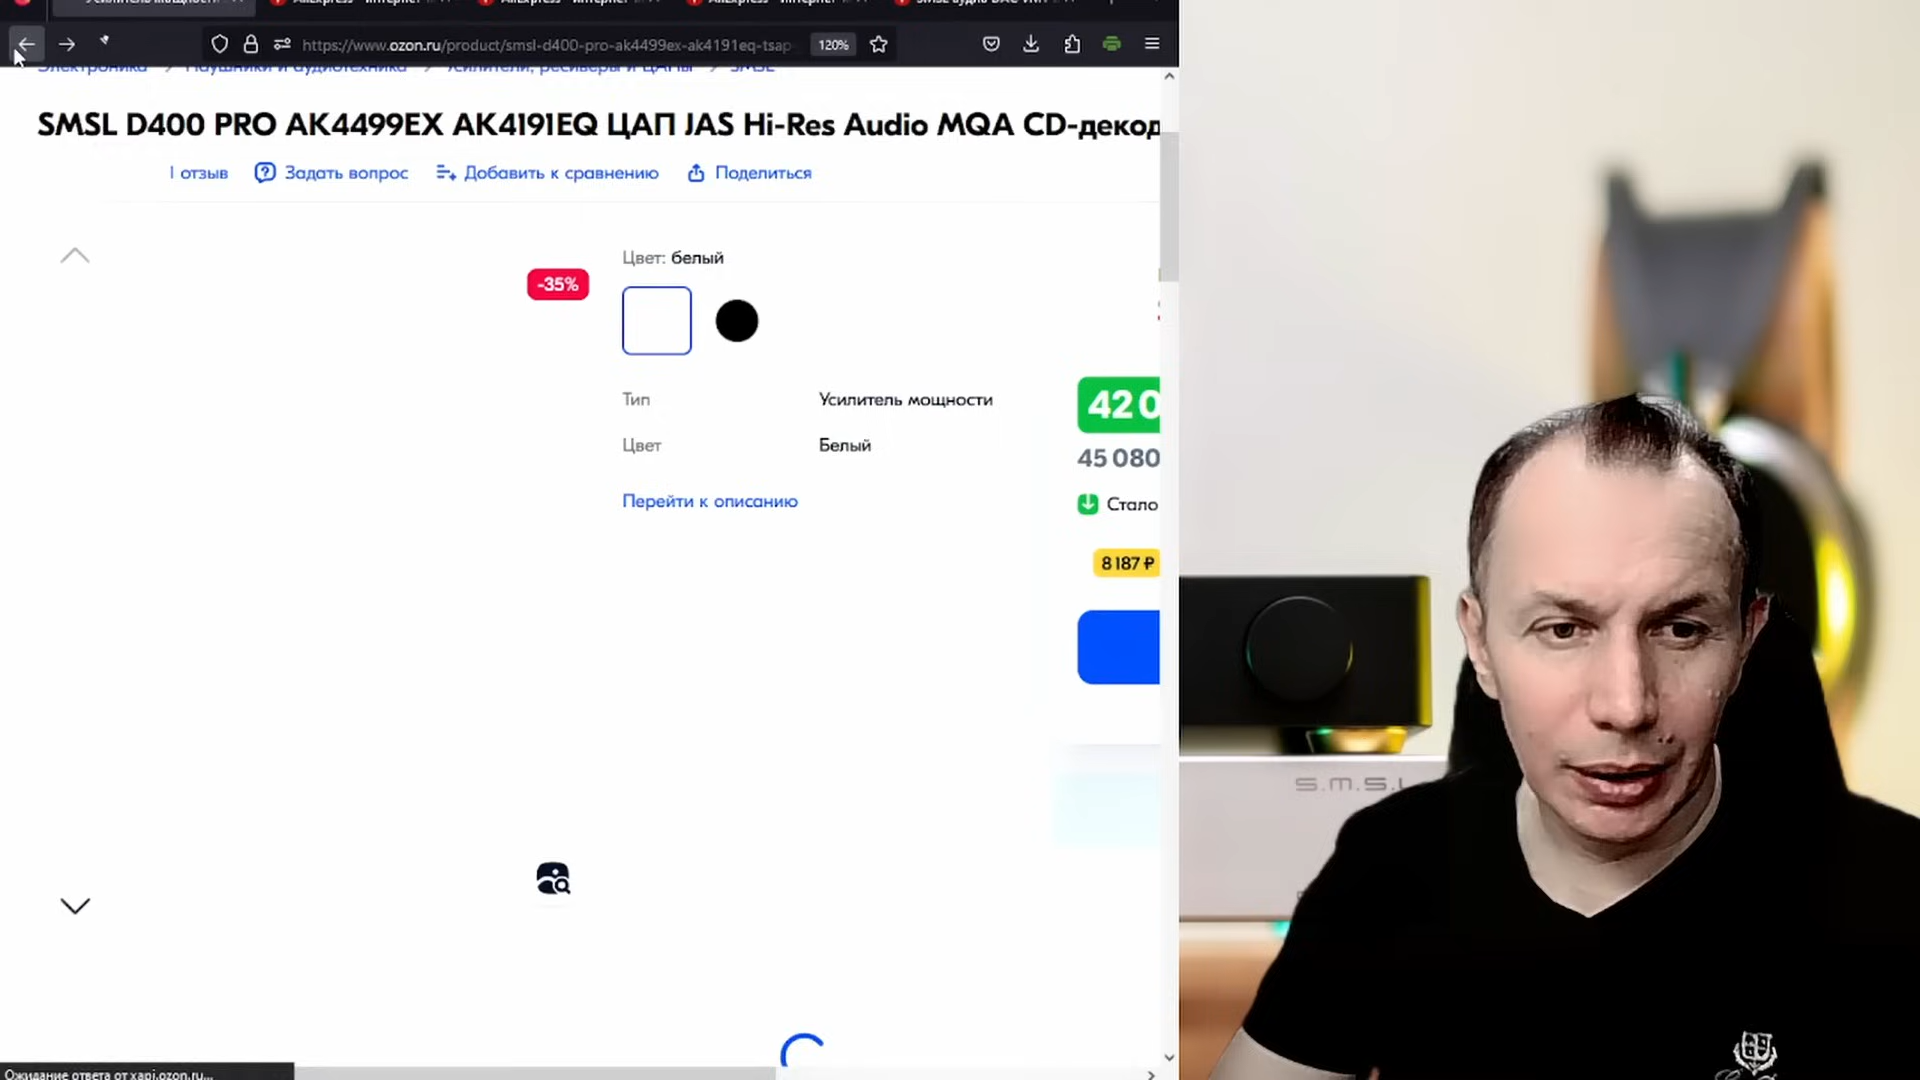 https://www.ozon.ru/product/smsl-d400-pro-ak4499ex-ak4191eq-tsap-
120%
SMSL D400 PRO AK4499EX AK4191EQ ЦАП JAS Hi-Res Audio MQA CD-декод
1 отзыв
Задать вопрос
Добавить к сравнению
Поделиться
-35%
Цвет: белый
Тип
Усилитель мощности
42 0
Цвет
Белый
45 080
Перейти к описанию
Стало
8 187 ₽
S.M.S.L
Ожидание ответа от xapi.ozon.ru...